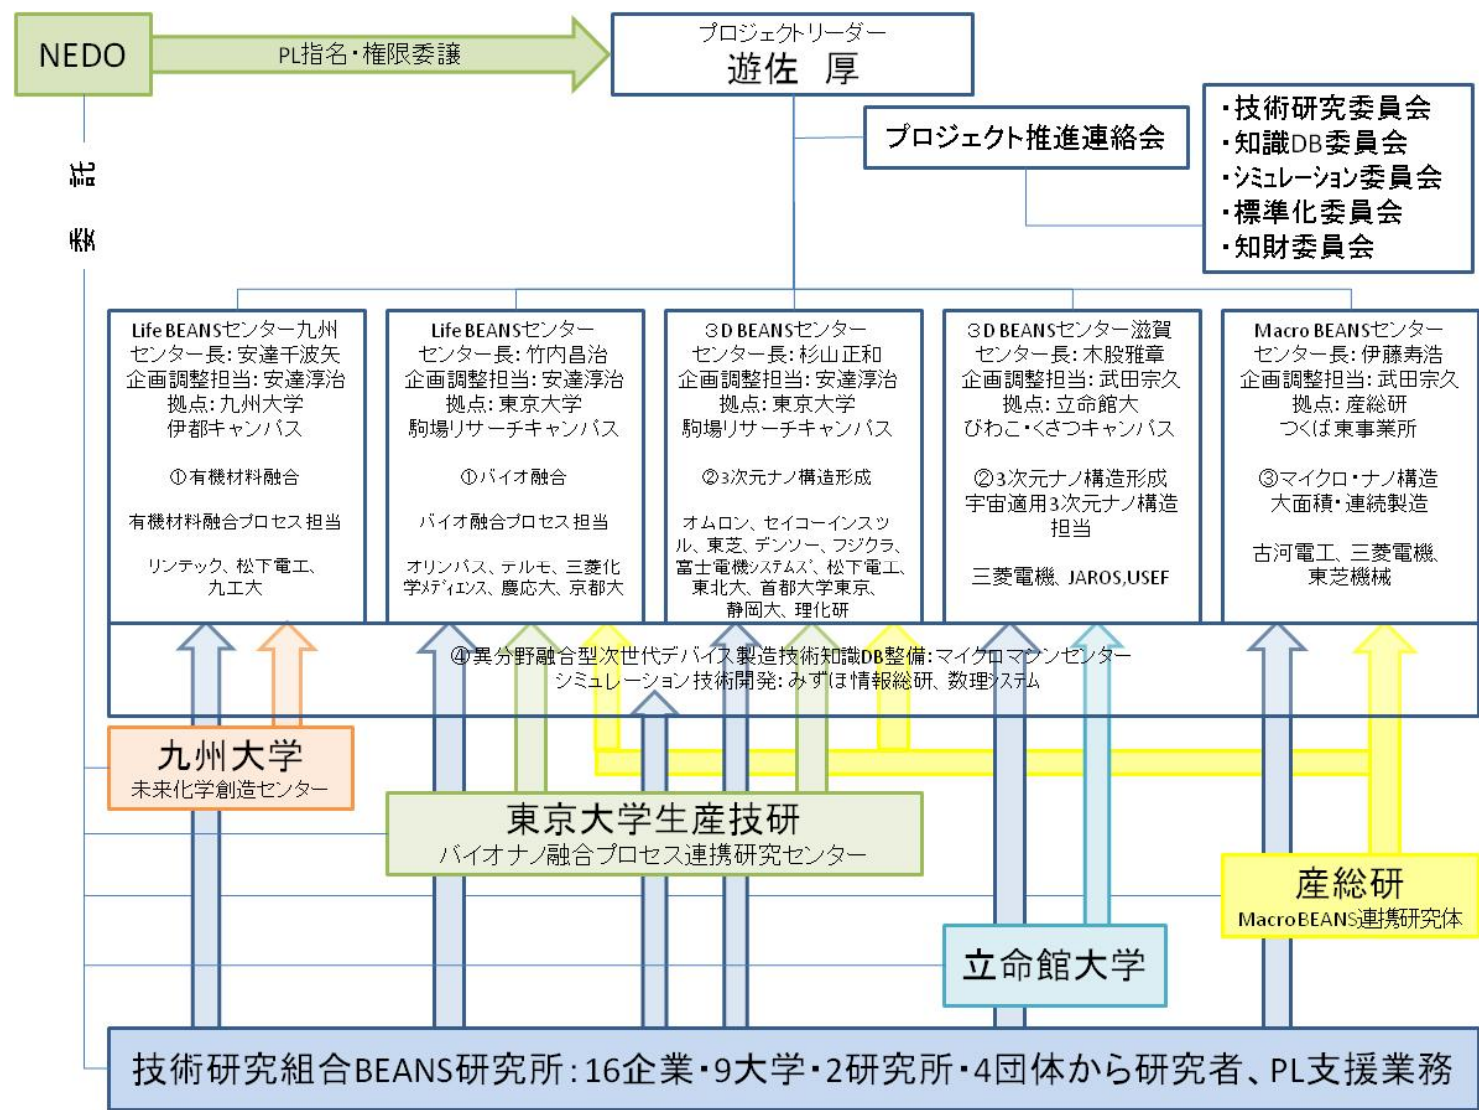 NEDO
PL指名・権限委譲
プロジェクトリーダー
遊佐 厚
プロジェクト推進連絡会
・技術研究委員会
・知識DB委員会
・シミュレーション委員会
・標準化委員会
・知財委員会
委託
Life BEANSセンター九州
センター長:安達千波矢
企画調整担当:安達淳治
拠点:九州大学
伊都キャンパス
①有機材料融合
有機材料融合プロセス担当
リンテック、松下電工、
九工大
Life BEANSセンター
センター長:竹内昌治
企画調整担当:安達淳治
拠点:東京大学
駒場リサーチキャンパス
①バイオ融合
バイオ融合プロセス担当
オリンパス、テルモ、三菱化
学メディエンス、慶応大、京都大
3D BEANSセンター
センター長:杉山正和
企画調整担当:安達淳治
拠点:東京大学
駒場リサーチキャンパス
②3次元ナノ構造形成
オムロン、セイコーインスツ
ル、東芝、デンソー、フジクラ、
富士電機システムズ、松下電工、
東北大、首都大学東京、
静岡大、理化研
3D BEANSセンター滋賀
センター長:木股雅章
企画調整担当:武田宗久
拠点:立命館大
びわこ・くさつキャンパス
②3次元ナノ構造形成
宇宙適用3次元ナノ構造
担当
三菱電機、JAROS,USEF
Macro BEANSセンター
センター長:伊藤寿浩
企画調整担当:武田宗久
拠点:産総研
つくば東事業所
③マイクロ・ナノ構造
大面積・連続製造
古河電工、三菱電機、
東芝機械
④異分野融合型次世代デバイス製造技術知識DB整備:マイクロマシンセンター
シミュレーション技術開発:みずほ情報総研、数理システム
九州大学
未来化学創造センター
東京大学生産技研
バイオナノ融合プロセス連携研究センター
産総研
MacroBEANS連携研究体
立命館大学
技術研究組合BEANS研究所:16企業・9大学・2研究所・4団体から研究者、PL支援業務